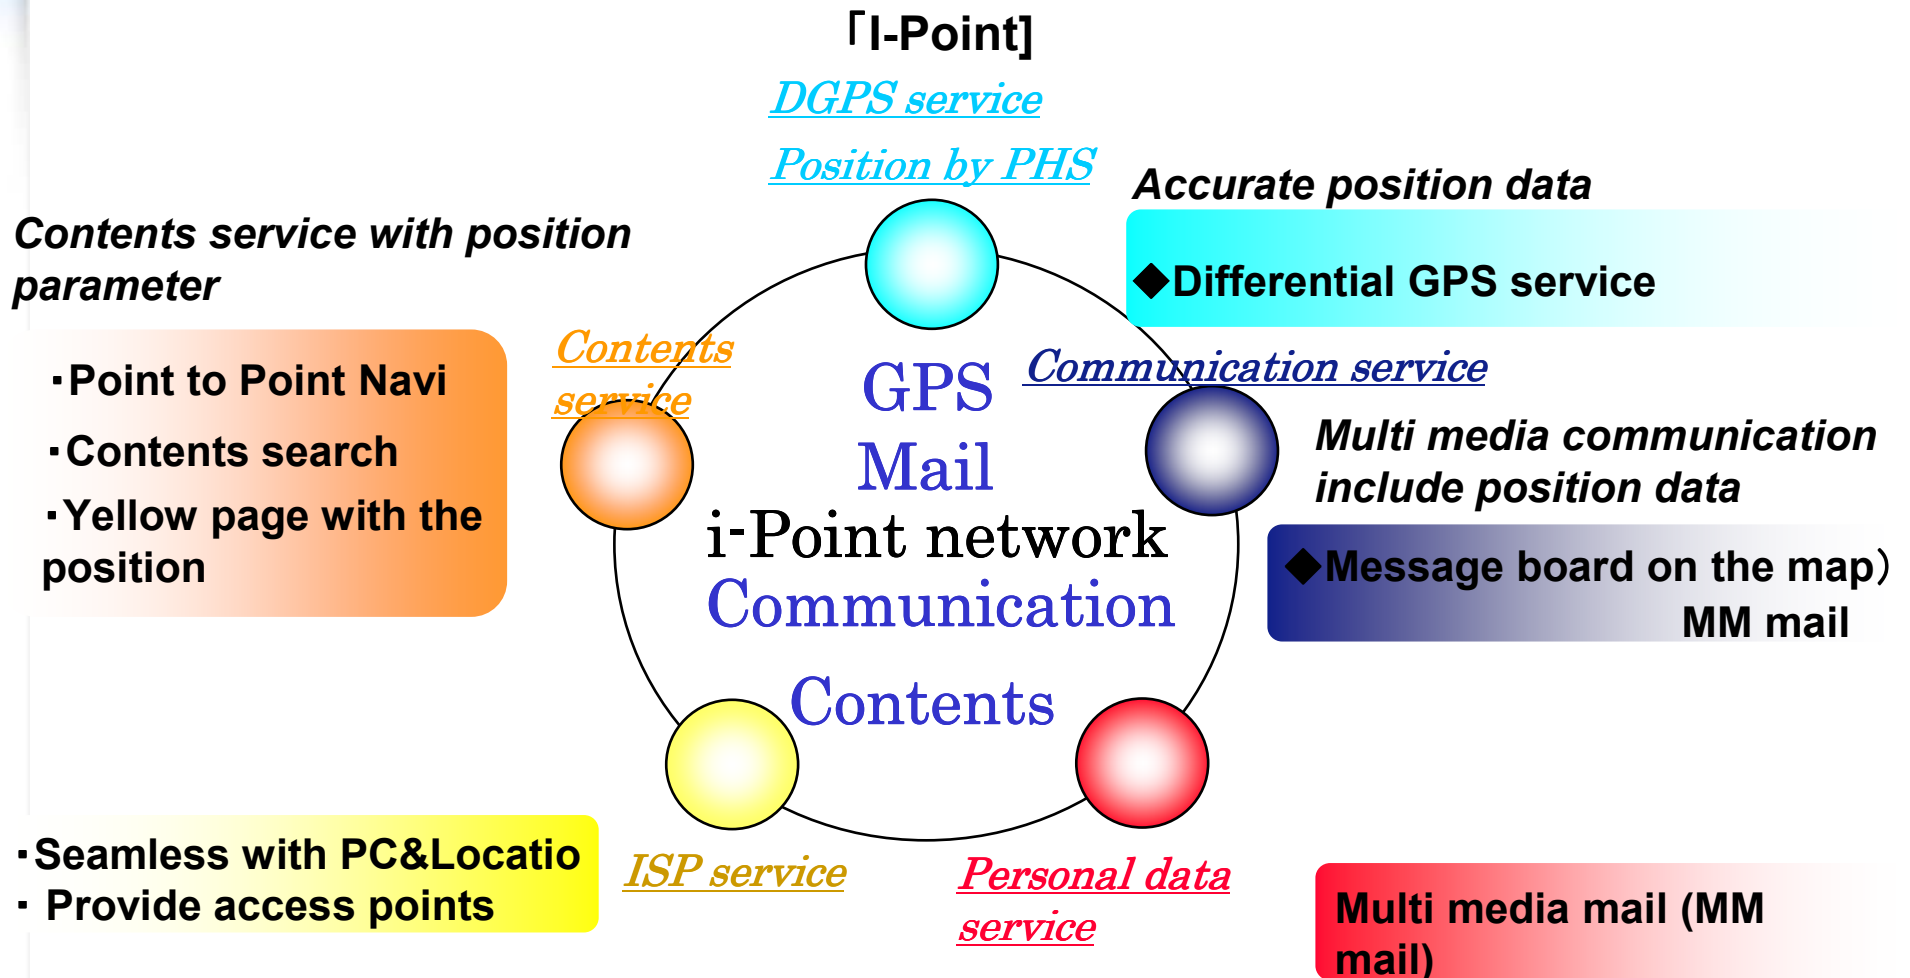 「I-Point]
DGPS service
Position by PHS
Accurate position data
◆Differential GPS service
Contents service with position
parameter
・Point to Point Navi
・Contents search
・Yellow page with the
position
Contents
service
Communication service
GPS
Mail
i-Point network
Communication
Contents
Multi media communication
include position data
◆Message board on the map）
MM mail
・Seamless with PC&Locatio
・ Provide access points
ISP service
Personal data
service
Multi media mail (MM
mail)